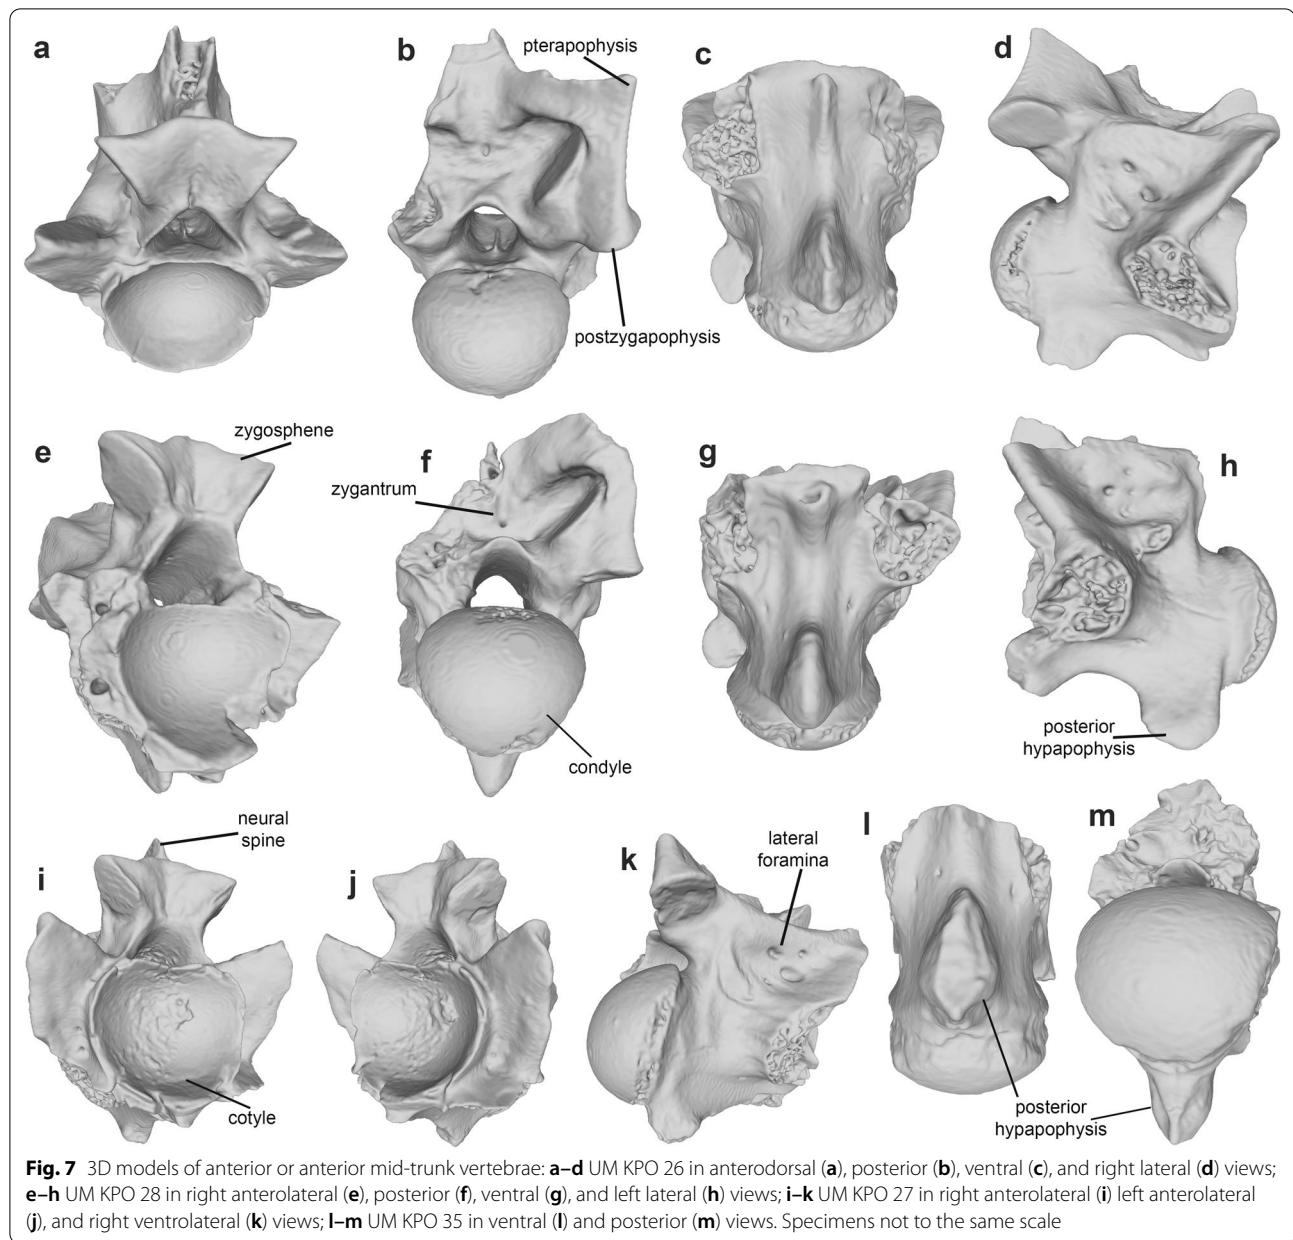 a
b
pterapophysis
c
d
postzygapophysis
e
zygosphene
f
zygantrum
condyle
g
h
posterior
hypapophysis
i
neural
spine
cotyle
j
k
lateral
foramina
l
m
posterior
hypapophysis
Fig. 7 3D models of anterior or anterior mid-trunk vertebrae: a–d UM KPO 26 in anterodorsal (a), posterior (b), ventral (c), and right lateral (d) views;
e–h UM KPO 28 in right anterolateral (e), posterior (f), ventral (g), and left lateral (h) views; i–k UM KPO 27 in right anterolateral (i) left anterolateral
(j), and right ventrolateral (k) views; l–m UM KPO 35 in ventral (l) and posterior (m) views. Specimens not to the same scale